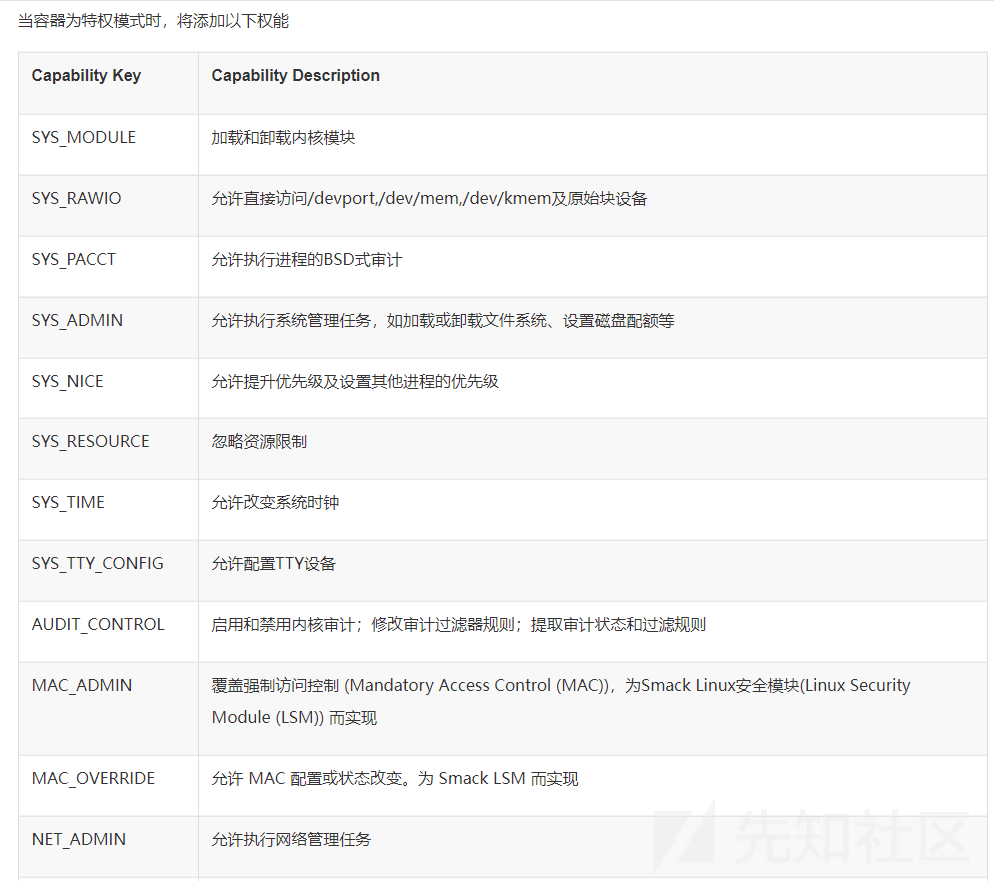 当容器为特权模式时，将添加以下权能
Capability Key Capability Description
SYS_MODULE 加载和卸载内核模块
SYS_RAWIO 允许直接访问/devport,/dev/mem,/dev/kmem及原始块设备
SYS_PACCT 允许执行进程的BSD式审计
SYS_ADMIN 允许执行系统管理任务，如加载或卸载文件系统、设置磁盘配额等
SYS_NICE 允许提升优先级及设置其他进程的优先级
SYS_RESOURCE 忽略资源限制
SYS_TIME 允许改变系统时钟
SYS_TTY_CONFIG 允许配置TTY设备
AUDIT_CONTROL 启用和禁用内核审计；修改审计过滤器规则；提取审计状态和过滤规则
MAC_ADMIN 覆盖强制访问控制 (Mandatory Access Control (MAC))，为Smack Linux安全模块(Linux Security
Module (LSM)) 而实现
MAC_OVERRIDE 允许 MAC 配置或状态改变。为 Smack LSM 而实现
NET_ADMIN 允许执行网络管理任务
先知社区